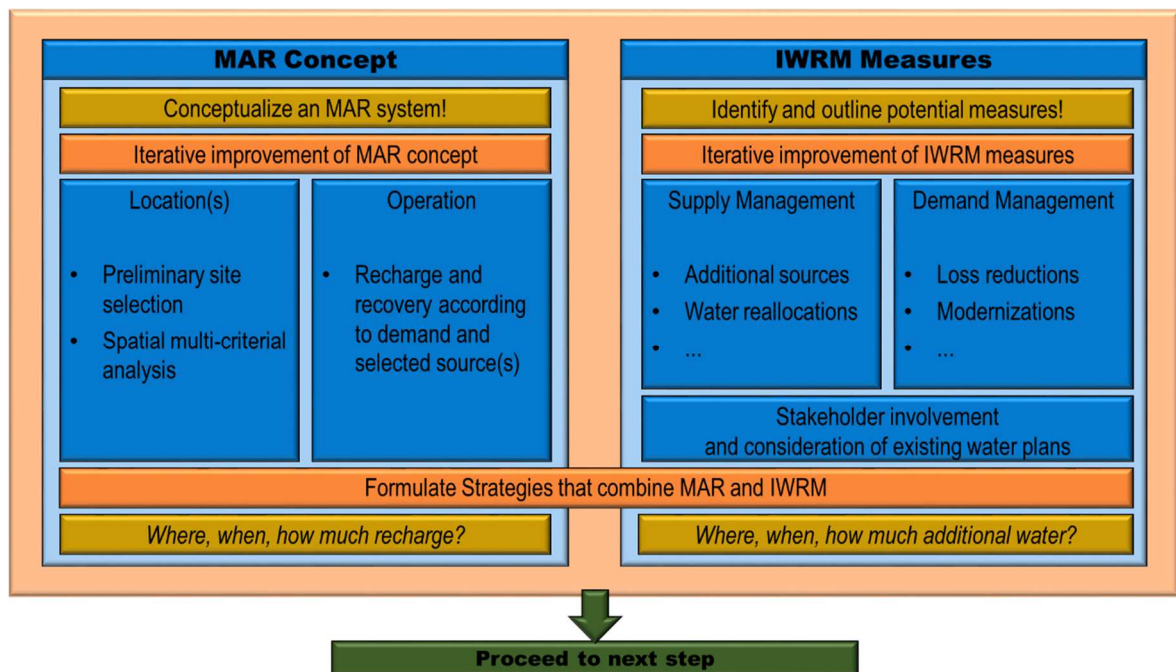 MAR Concept
Conceptualize an MAR system!
Iterative improvement of MAR concept
Location(s)
• Preliminary site
selection
• Spatial multi-criterial
analysis
Operation
• Recharge and
recovery according
to demand and
selected source(s)
IWRM Measures
Identify and outline potential measures!
Iterative improvement of IWRM measures
Supply Management
• Additional sources
• Water reallocations
• ...
Demand Management
• Loss reductions
• Modernizations
• ...
Stakeholder involvement
and consideration of existing water plans
Formulate Strategies that combine MAR and IWRM
Where, when, how much recharge?
Where, when, how much additional water?
Proceed to next step